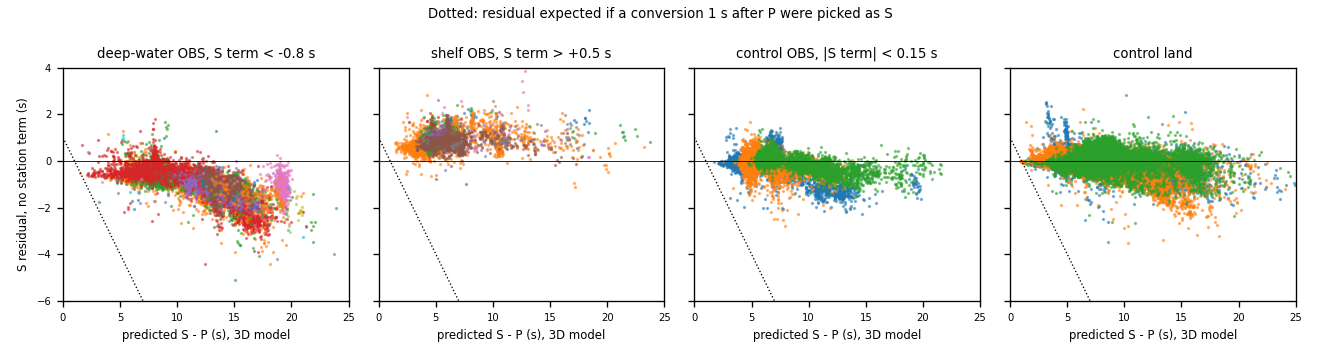 Dotted: residual expected if a conversion 1 s after P were picked as S
deep-water OBS, S term < -0.8 s
shelf OBS, S term > +0.5 s
control OBS, |S term| < 0.15 s
control land
S residual, no station term (s)
4
2
0
−2
−4
−6
0 5 10 15 20 25
0 5 10 15 20 25
0 5 10 15 20 25
0 5 10 15 20 25
predicted S - P (s), 3D model
predicted S - P (s), 3D model
predicted S - P (s), 3D model
predicted S - P (s), 3D model